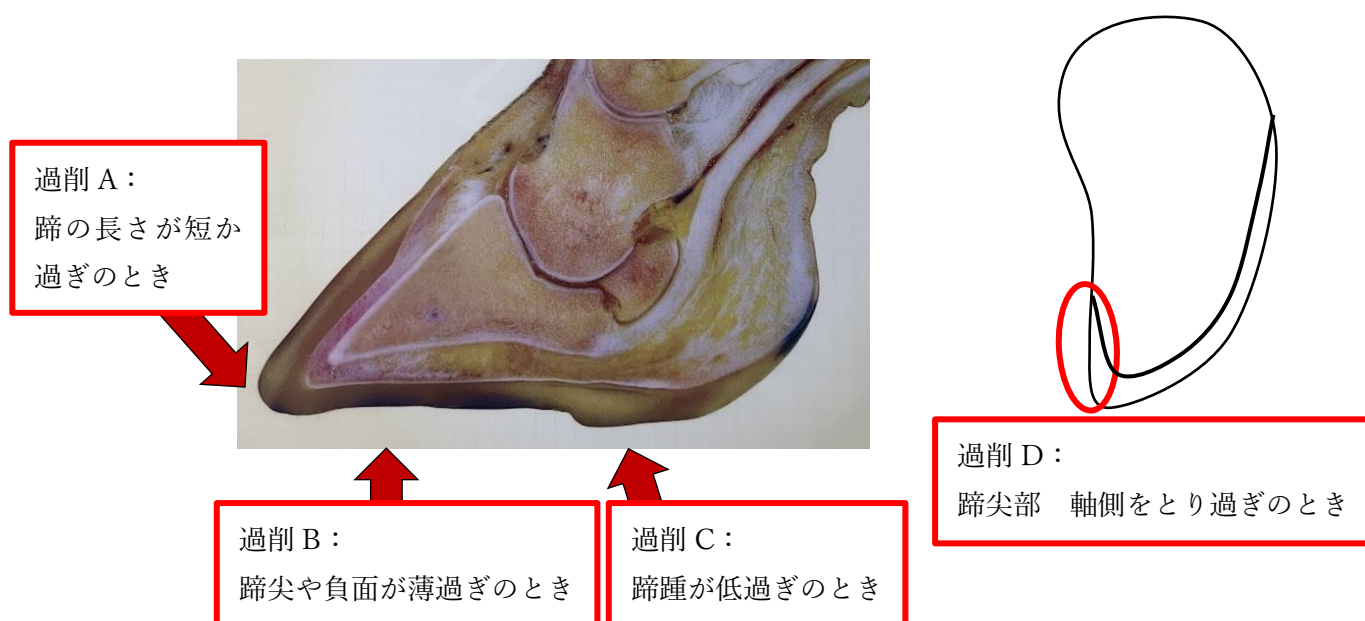 過削 A：
蹄の長さが短か
過ぎのとき
過削 B：
蹄尖や負面が薄過ぎのとき
過削 C：
蹄踵が低過ぎのとき
過削 D：
蹄尖部　軸側をとり過ぎのとき